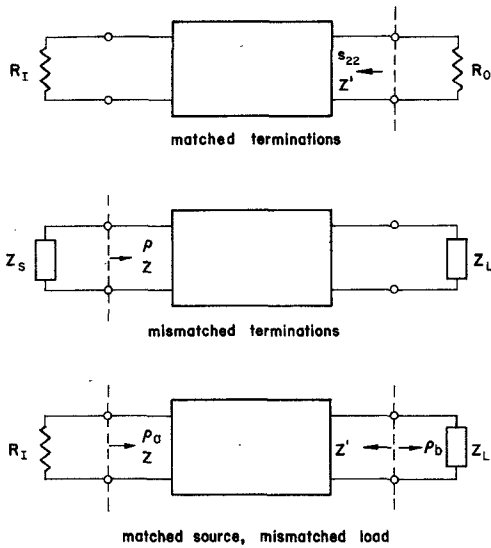 R_I
s_22
Z'
R_O
matched terminations
Z_S
ρ
Z
Z_L
mismatched terminations
R_I
ρ_a
Z
Z'
ρ_b
Z_L
matched source, mismatched load